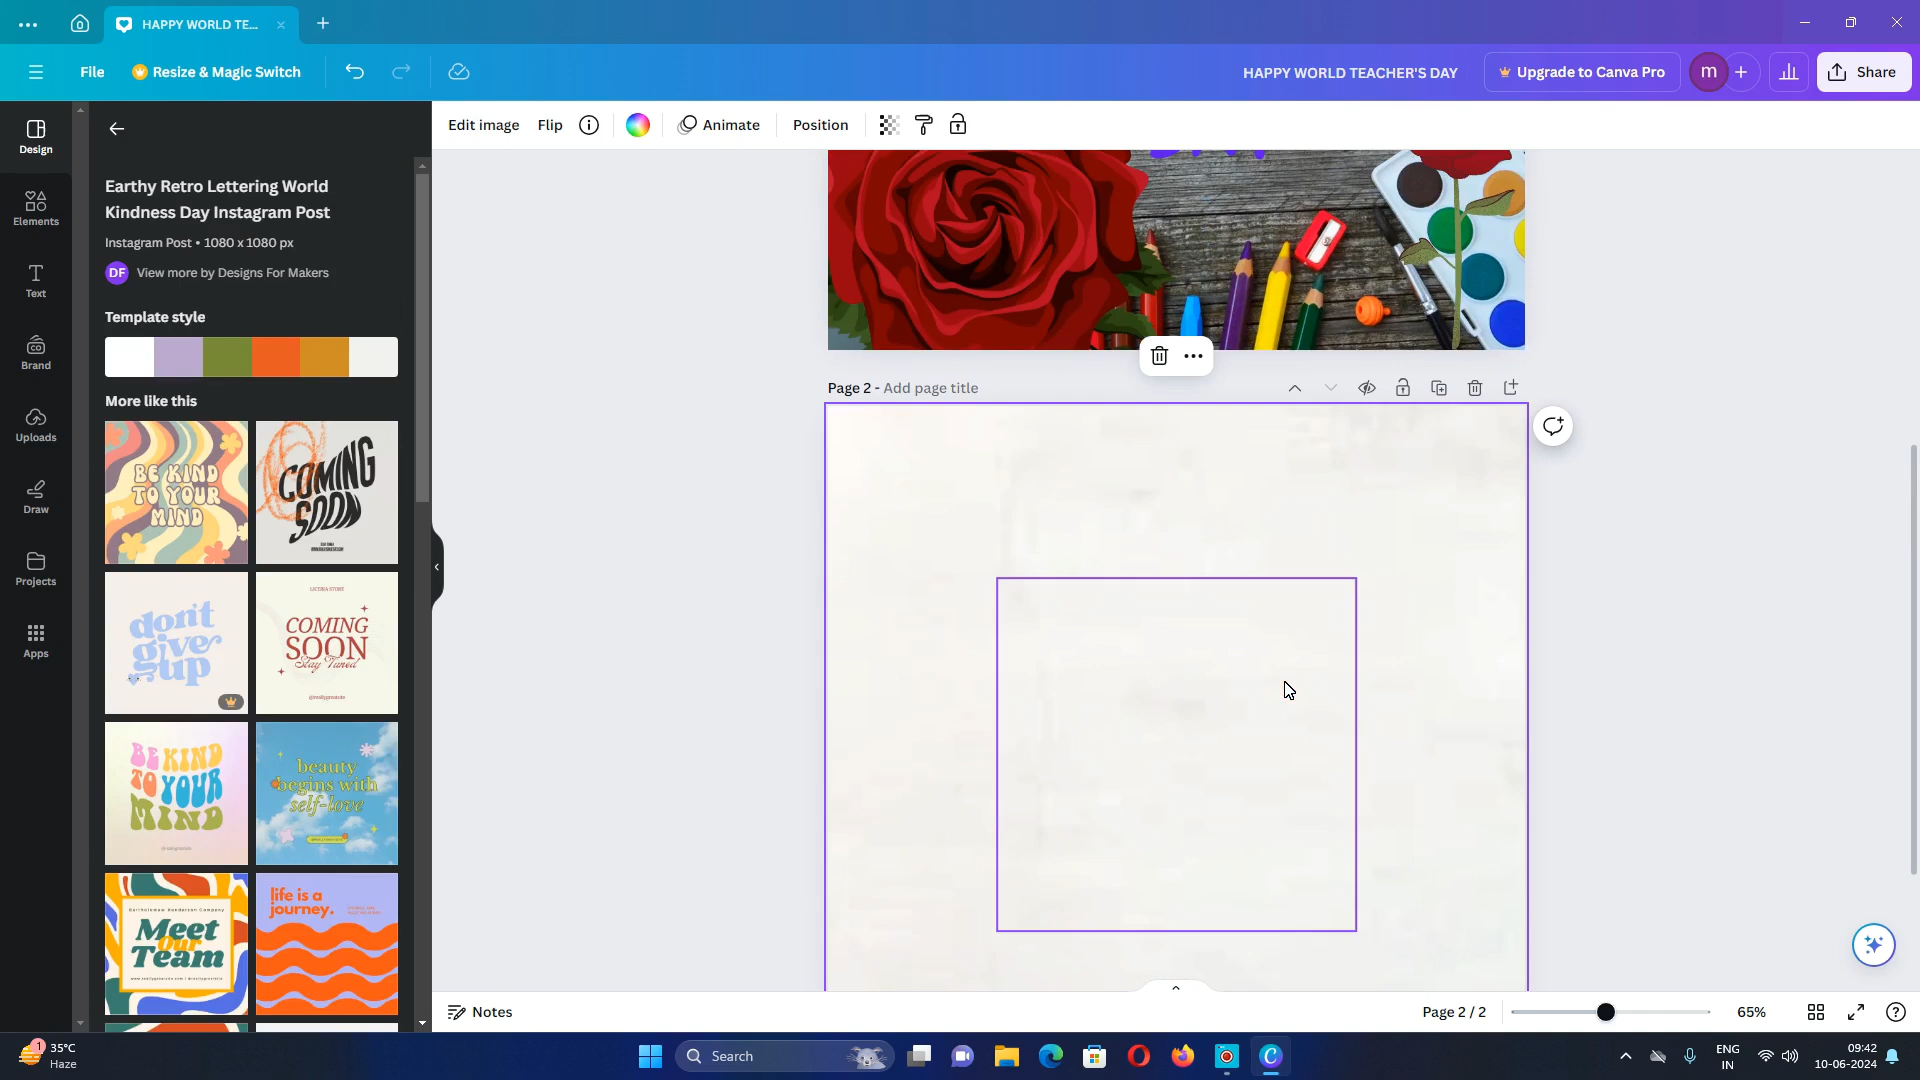 HAPPY WORLD TE...
File
Resize & Magic Switch
HAPPY WORLD TEACHER'S DAY
Upgrade to Canva Pro
m
Share
Design
Elements
Text
Brand
Uploads
Draw
Projects
Apps
Earthy Retro Lettering World
Kindness Day Instagram Post
Instagram Post • 1080 x 1080 px
DF View more by Designs For Makers
Template style
More like this
BE KIND
TO YOUR
MIND
COMING
SOON
don't
give
up
COMING
SOON
Stay Tuned
BE KIND
TO YOUR
MIND
beauty
begins with
self-love
Meet
Our
Team
life is a
journey.
Edit image
Flip
Animate
Position
Page 2 - Add page title
Notes
Page 2 / 2
65%
1
35°C
Haze
Search
ENG
IN
09:42
10-06-2024